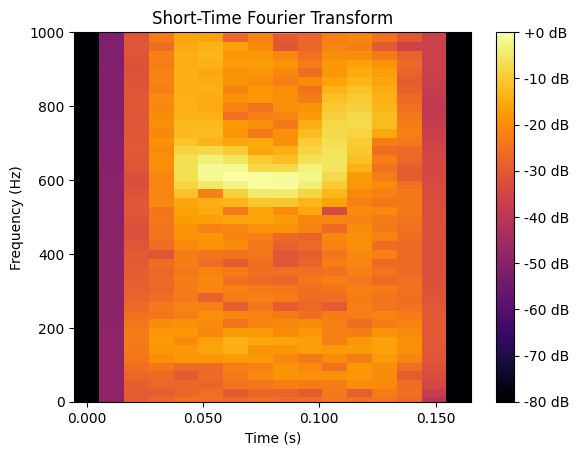 Short-Time Fourier Transform
1000
800
600
400
200
0
Frequency (Hz)
0.000
0.050
0.100
0.150
Time (s)
+0 dB
-10 dB
-20 dB
-30 dB
-40 dB
-50 dB
-60 dB
-70 dB
-80 dB